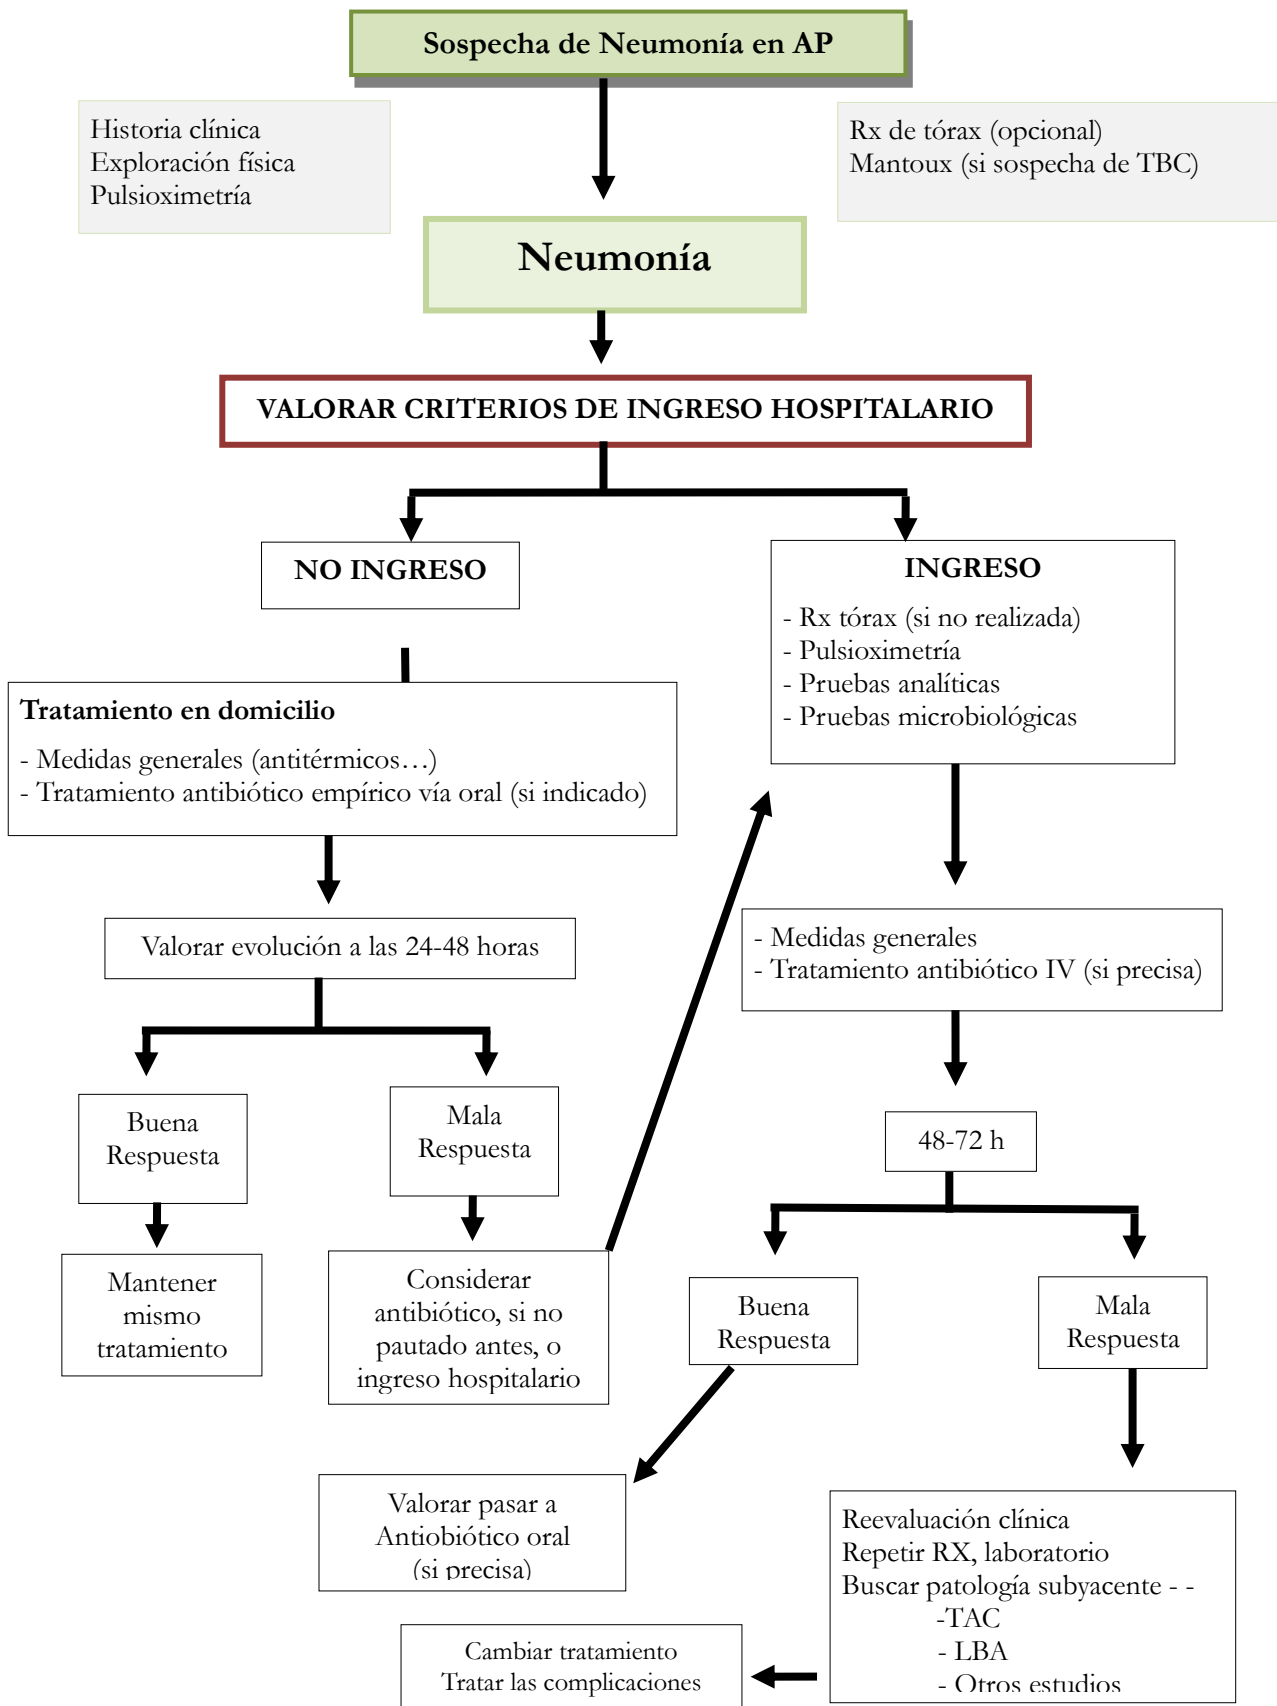 Sospecha de Neumonía en AP
Historia clínica
Exploración física
Pulsioximetría
Rx de tórax (opcional)
Mantoux (si sospecha de TBC)
Neumonía
VALORAR CRITERIOS DE INGRESO HOSPITALARIO
NO INGRESO
INGRESO
- Rx tórax (si no realizada)
- Pulsioximetría
- Pruebas analíticas
- Pruebas microbiológicas
Tratamiento en domicilio
- Medidas generales (antitérmicos…)
- Tratamiento antibiótico empírico vía oral (si indicado)
Valorar evolución a las 24-48 horas
- Medidas generales
- Tratamiento antibiótico IV (si precisa)
Buena
Respuesta
Mala
Respuesta
48-72 h
Mantener
mismo
tratamiento
Considerar
antibiótico, si no
pautado antes, o
ingreso hospitalario
Buena
Respuesta
Mala
Respuesta
Valorar pasar a
Antiobiótico oral
(si precisa)
Reevaluación clínica
Repetir RX, laboratorio
Buscar patología subyacente - -
-TAC
- LBA
- Otros estudios
Cambiar tratamiento
Tratar las complicaciones